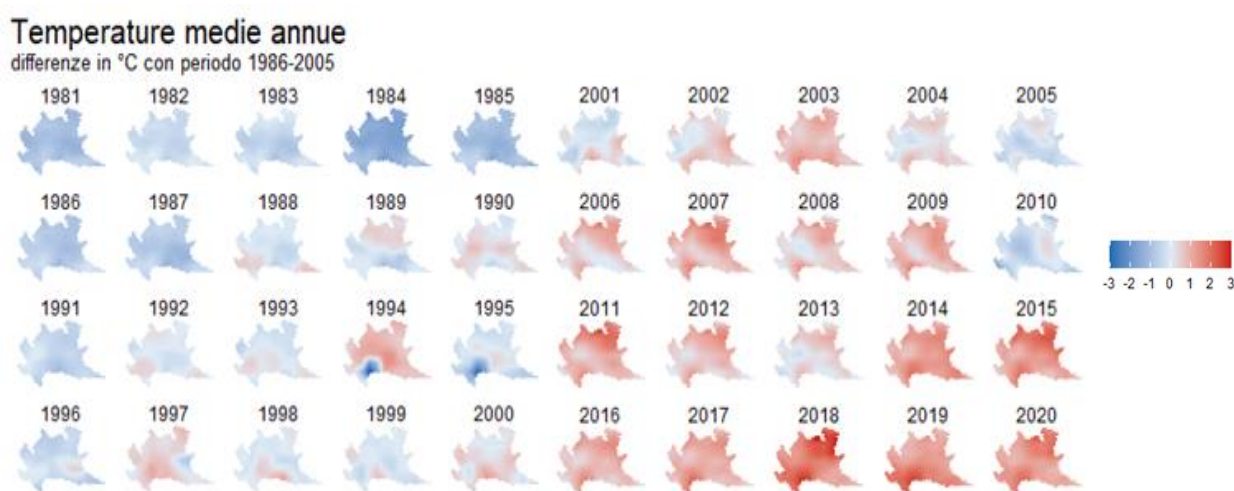 Temperature medie annue
differenze in °C con periodo 1986-2005
1981 1982 1983 1984 1985 2001 2002 2003 2004 2005
1986 1987 1988 1989 1990 2006 2007 2008 2009 2010
-3 -2 -1 0 1 2 3
1991 1992 1993 1994 1995 2011 2012 2013 2014 2015
1996 1997 1998 1999 2000 2016 2017 2018 2019 2020